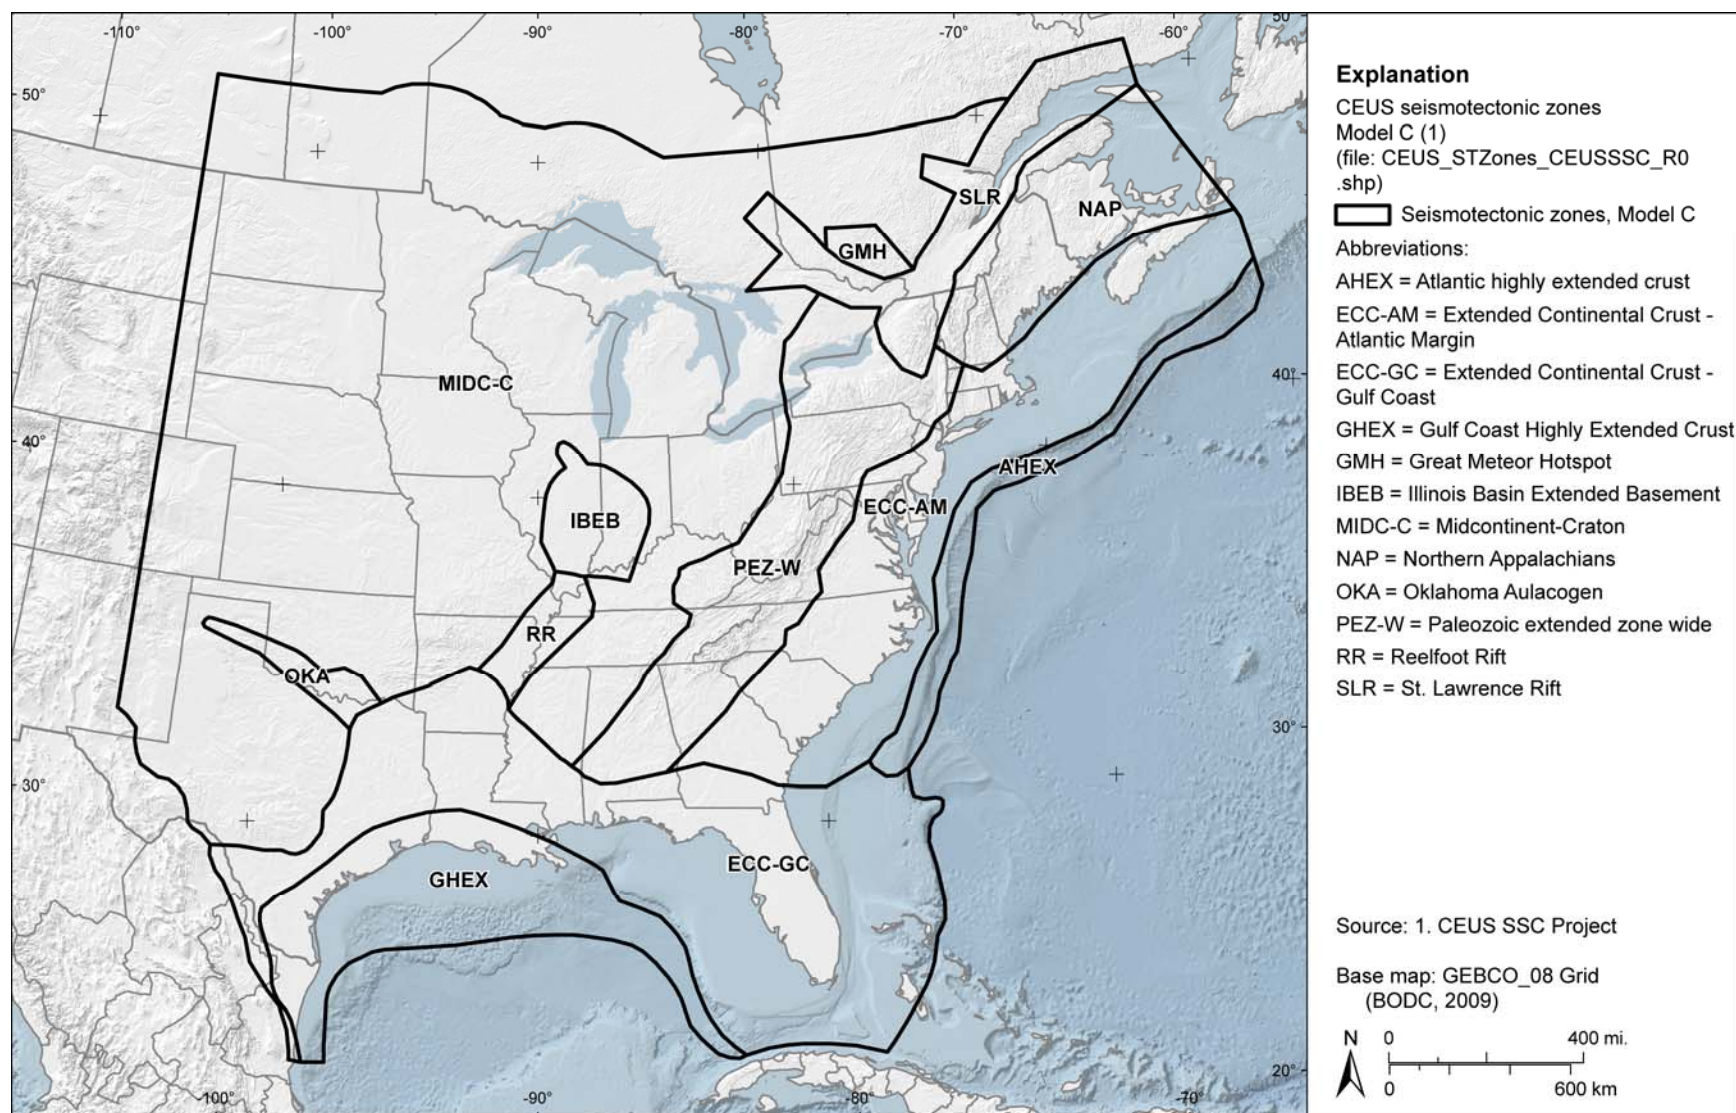 -110°
-100°
-90°
-80°
-70°
-60°
50°
50°
SLR
NAP
GMH
40°
MIDC-C
40°
AHEX
ECC-AM
IBEB
PEZ-W
RR
OKA
30°
30°
ECC-GC
GHEX
20°
-100°
-90°
-80°
-70°
Explanation
CEUS seismotectonic zones
Model C (1)
(file: CEUS_STZones_CEUSSSC_R0
.shp)
Seismotectonic zones, Model C
Abbreviations:
AHEX = Atlantic highly extended crust
ECC-AM = Extended Continental Crust -
Atlantic Margin
ECC-GC = Extended Continental Crust -
Gulf Coast
GHEX = Gulf Coast Highly Extended Crust
GMH = Great Meteor Hotspot
IBEB = Illinois Basin Extended Basement
MIDC-C = Midcontinent-Craton
NAP = Northern Appalachians
OKA = Oklahoma Aulacogen
PEZ-W = Paleozoic extended zone wide
RR = Reelfoot Rift
SLR = St. Lawrence Rift
Source: 1. CEUS SSC Project
Base map: GEBCO_08 Grid
(BODC, 2009)
N
0 400 mi.
0 600 km